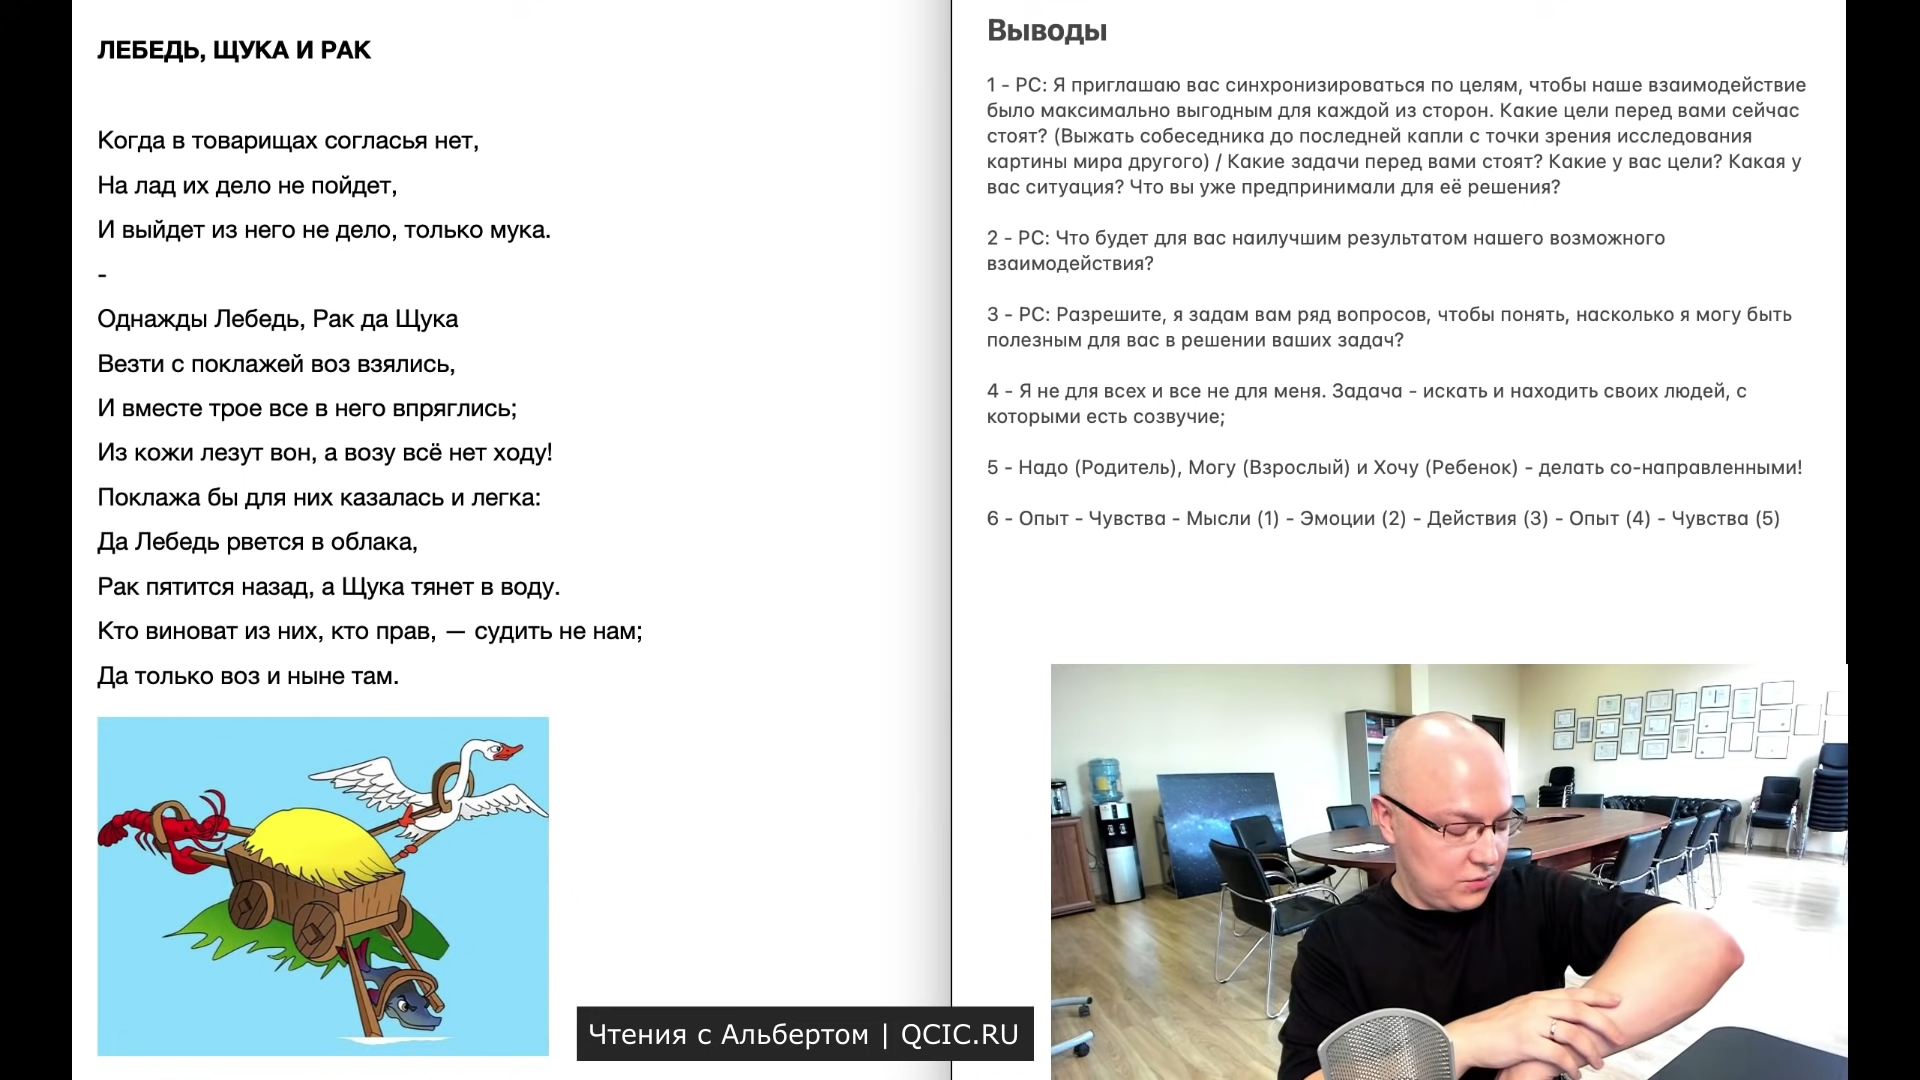 ЛЕБЕДЬ, ЩУКА И РАК
Когда в товарищах согласья нет,
На лад их дело не пойдет,
И выйдет из него не дело, только мука.
-
Однажды Лебедь, Рак да Щука
Везти с поклажей воз взялись,
И вместе трое все в него впряглись;
Из кожи лезут вон, а возу всё нет ходу!
Поклажа бы для них казалась и легка:
Да Лебедь рвется в облака,
Рак пятится назад, а Щука тянет в воду.
Кто виноват из них, кто прав, — судить не нам;
Да только воз и ныне там.
Выводы
1 - РС: Я приглашаю вас синхронизироваться по целям, чтобы наше взаимодействие
было максимально выгодным для каждой из сторон. Какие цели перед вами сейчас
стоят? (Выжать собеседника до последней капли с точки зрения исследования
картины мира другого) / Какие задачи перед вами стоят? Какие у вас цели? Какая у
вас ситуация? Что вы уже предпринимали для её решения?
2 - РС: Что будет для вас наилучшим результатом нашего возможного
взаимодействия?
3 - РС: Разрешите, я задам вам ряд вопросов, чтобы понять, насколько я могу быть
полезным для вас в решении ваших задач?
4 - Я не для всех и все не для меня. Задача - искать и находить своих людей, с
которыми есть созвучие;
5 - Надо (Родитель), Могу (Взрослый) и Хочу (Ребенок) - делать со-направленными!
6 - Опыт - Чувства - Мысли (1) - Эмоции (2) - Действия (3) - Опыт (4) - Чувства (5)
Чтения с Альбертом | QCIC.RU